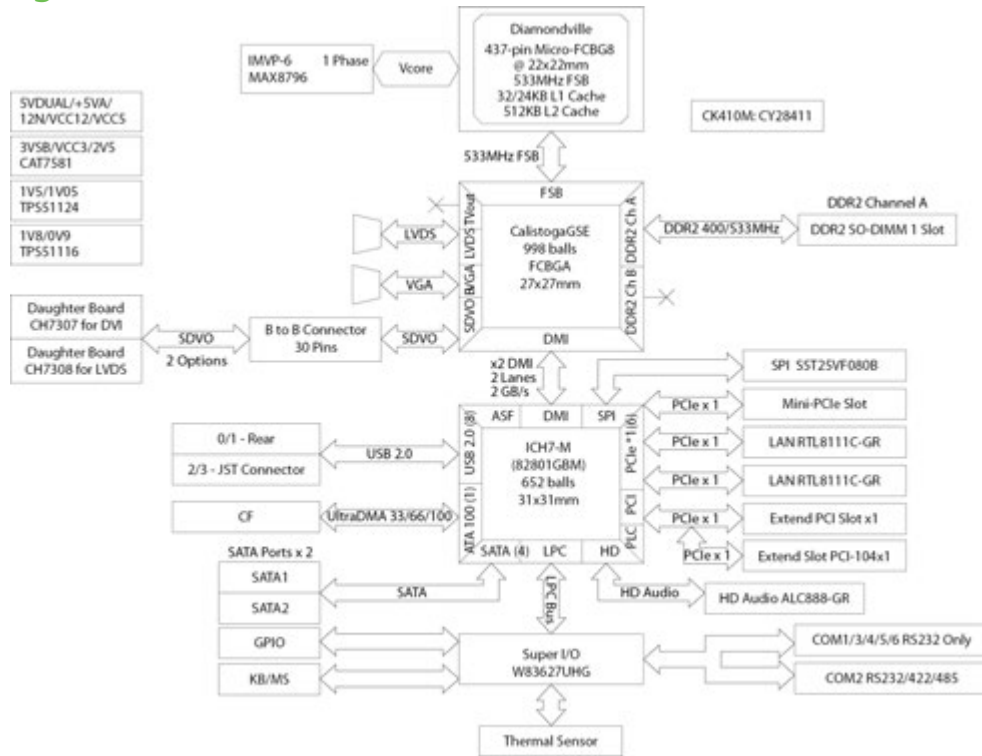 Diamondville
437-pin Micro-FCBG8
@ 22x22mm
533MHz FSB
32/24KB L1 Cache
512KB L2 Cache
IMVP-6 1 Phase
MAX8796
Vcore
CK410M: CY28411
5VDUAL/+5VA/
12N/VCC12/VCC5
3VSB/VCC3/2V5
CAT7581
1V5/1V05
TPS51124
1V8/0V9
TPS51116
533MHz FSB
FSB
TVout
LVDS
VGA
SDVO B
CalistogaGSE
998 balls
FCBGA
27x27mm
DDR2 Ch A
DDR2 Ch B
DMI
LVDS
VGA
DDR2 400/533MHz
DDR2 Channel A
DDR2 SO-DIMM 1 Slot
Daughter Board
CH7307 for DVI
Daughter Board
CH7308 for LVDS
SDVO
2 Options
B to B Connector
30 Pins
SDVO
x2 DMI
2 Lanes
2 GB/s
SPI SST25VF080B
ASF
DMI
SPI
USB 2.0 (8)
ATA 100 (1)
ICH7-M
(82801GBM)
652 balls
31x31mm
PCIe *1(6)
PCI
PLC
SATA (4)
LPC
HD
PCIe x 1
Mini-PCIe Slot
PCIe x 1
LAN RTL8111C-GR
PCIe x 1
LAN RTL8111C-GR
PCIe x 1
Extend PCI Slot x1
PCIe x 1
Extend Slot PCI-104x1
0/1 - Rear
2/3 - JST Connector
USB 2.0
CF
UltraDMA 33/66/100
SATA Ports x 2
SATA1
SATA2
SATA
LPC Bus
HD Audio
HD Audio ALC888-GR
GPIO
KB/MS
Super I/O
W83627UHG
COM1/3/4/5/6 RS232 Only
COM2 RS232/422/485
Thermal Sensor